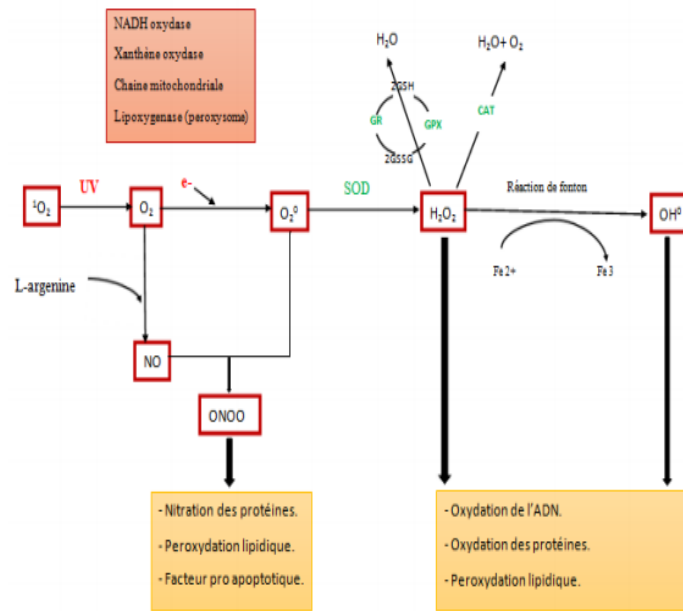 NADH oxydase
Xanthène oxydase
Chaine mitochondriale
Lipoxygenase (peroxysome)
H₂O
H₂O+ O₂
2GSH
GR
GPX
CAT
2GSSG
UV
e-
SOD
Réaction de fonton
¹O₂
O₂
O₂⁰
H₂O₂
OH⁰
Fe 2+
Fe 3
L-argenine
NO
ONOO
- Nitration des protéines.
- Peroxydation lipidique.
- Facteur pro apoptotique.
- Oxydation de l'ADN.
- Oxydation des protéines.
- Peroxydation lipidique.